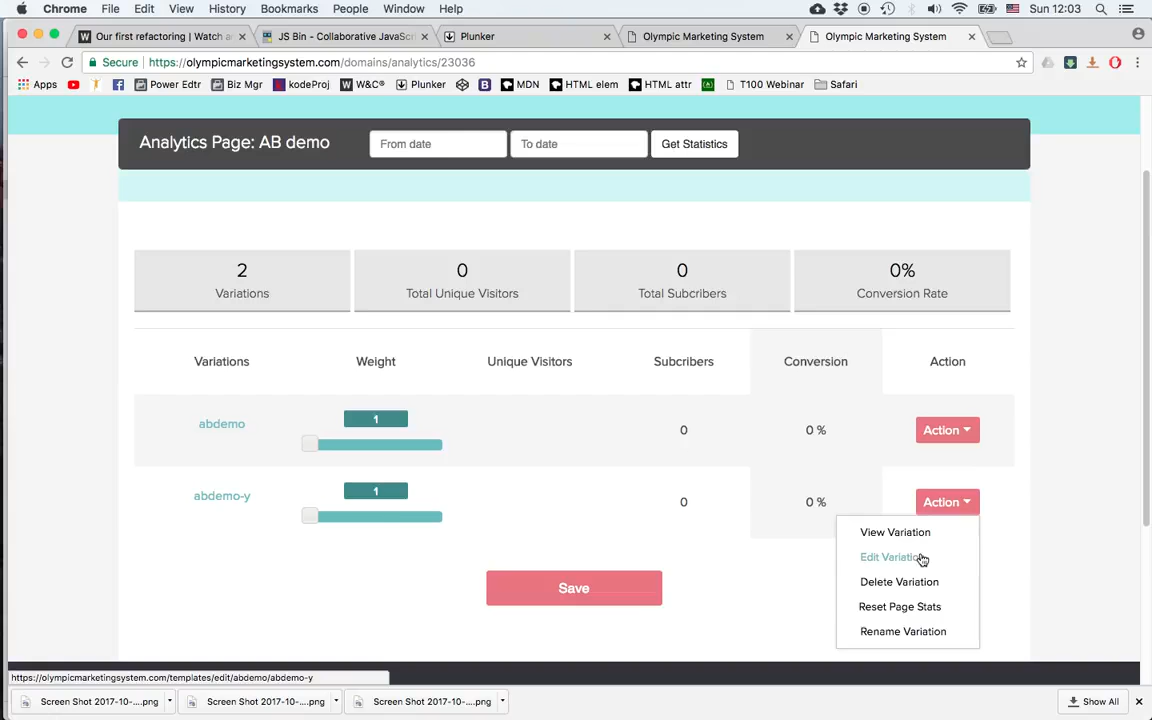 Chrome File Edit View History Bookmarks People Window Help Sun 12:03
Our first refactoring | Watch a JS Bin - Collaborative JavaScri Plunker Olympic Marketing System Olympic Marketing System
Secure https://olympicmarketingsystem.com/domains/analytics/23036
Apps Power Edtr Biz Mgr kodeProj W&C® Plunker MDN HTML elem HTML attr T100 Webinar Safari
Analytics Page: AB demo From date To date Get Statistics
2 0 0 0%
Variations Total Unique Visitors Total Subcribers Conversion Rate
Variations Weight Unique Visitors Subcribers Conversion Action
abdemo 1 0 0 % Action
abdemo-y 1 0 0 % Action
View Variation
Edit Variation
Delete Variation
Reset Page Stats
Rename Variation
Save
https://olympicmarketingsystem.com/templates/edit/abdemo/abdemo-y
Screen Shot 2017-10-....png Screen Shot 2017-10-....png Screen Shot 2017-10-....png Show All